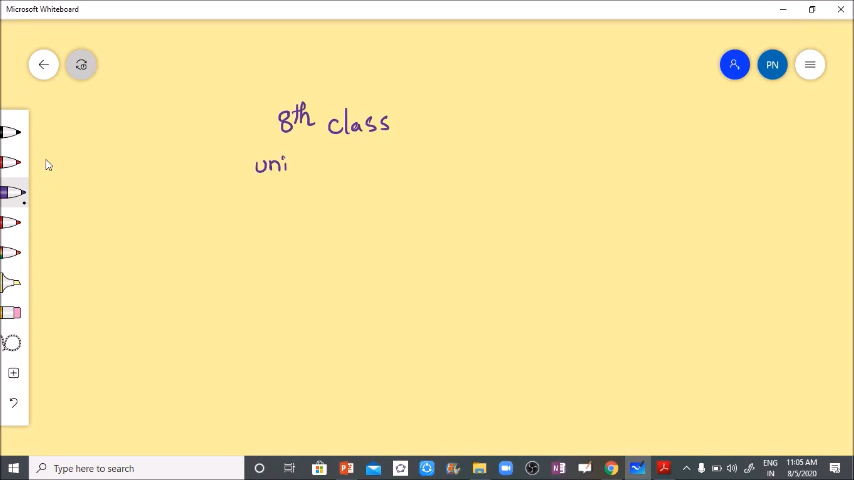 Microsoft Whiteboard
PN
8th class
uni
Type here to search
ENG
IN
11:05 AM
8/5/2020